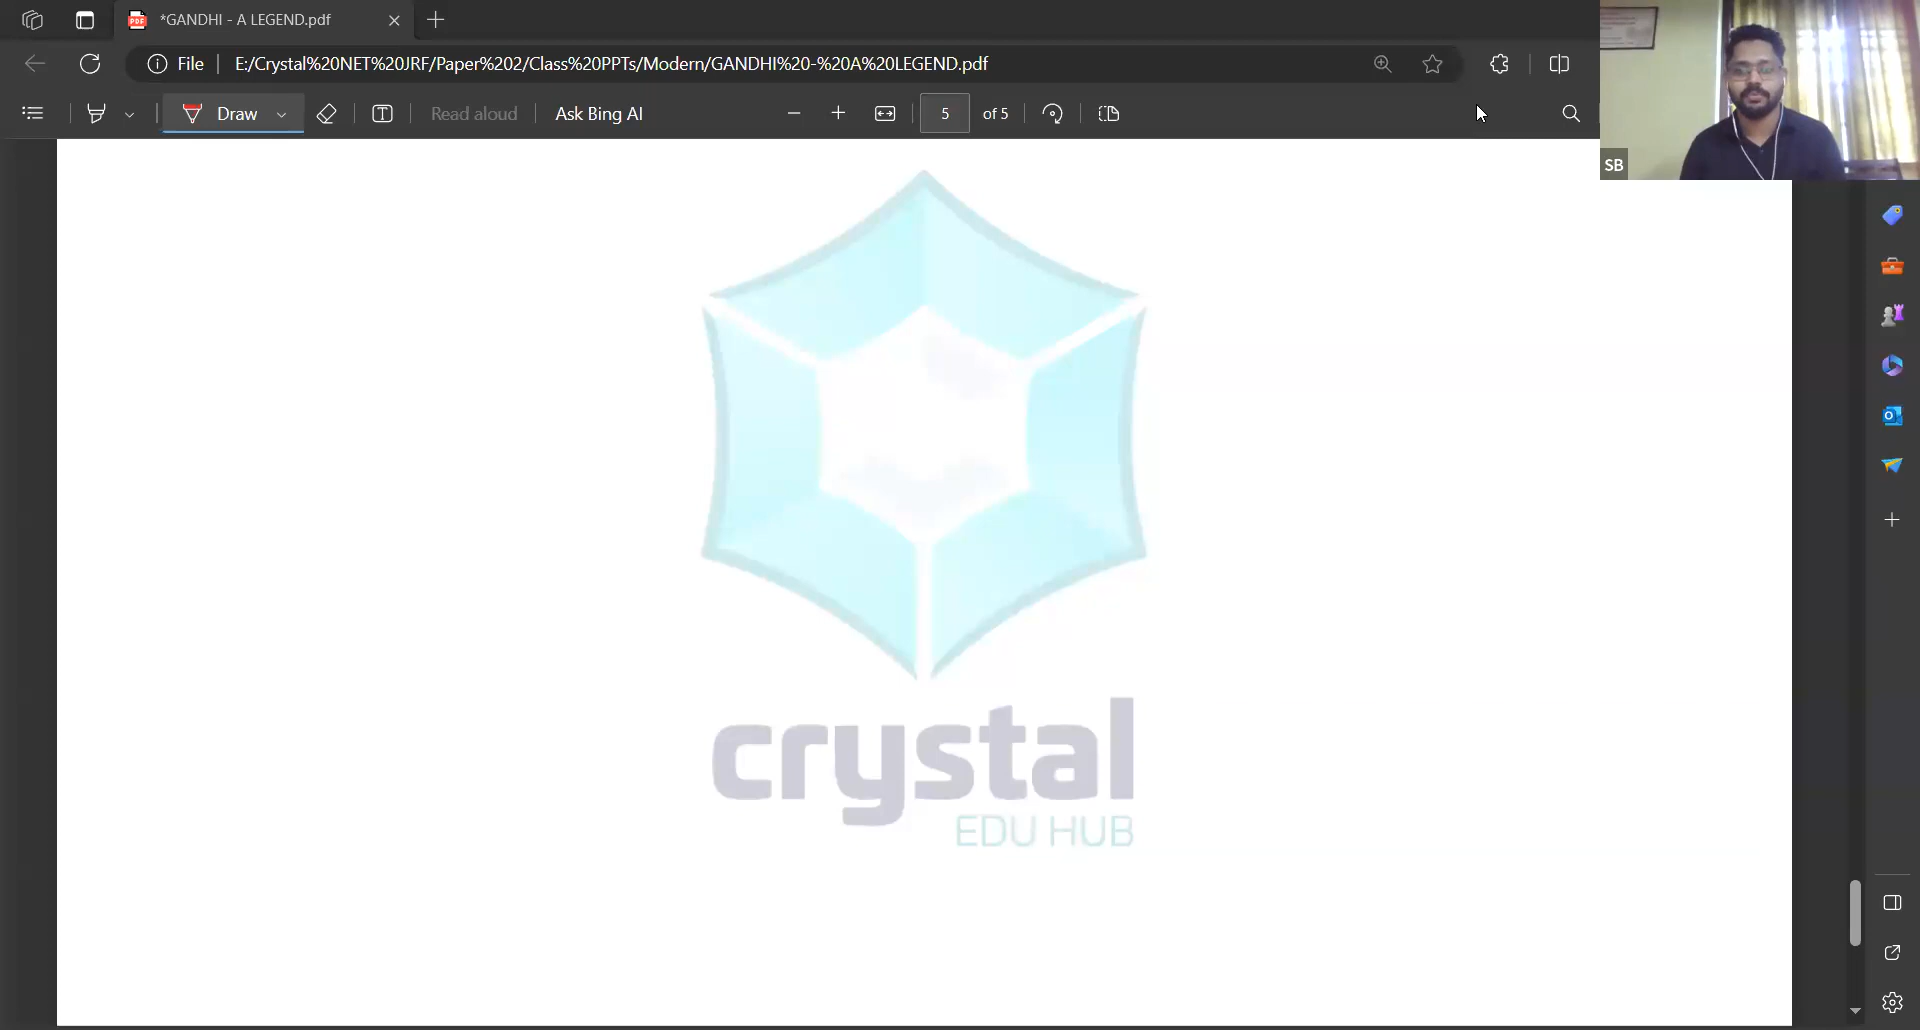 *GANDHI - A LEGEND.pdf
File
E:/Crystal%20NET%20JRF/Paper%202/Class%20PPTs/Modern/GANDHI%20-%20A%20LEGEND.pdf
Draw
Read aloud
Ask Bing AI
5
of 5
SB
crystal
EDU HUB